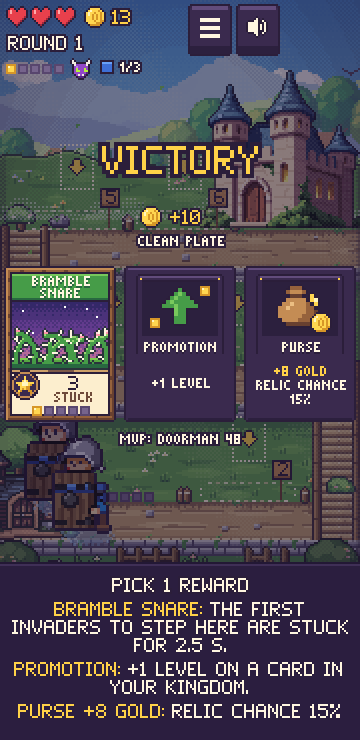 13
ROUND 1
1/3
VICTORY
5
6
+10
CLEAN PLATE
BRAMBLE
SNARE
3
STUCK
PROMOTION
+1 LEVEL
PURSE
+8 GOLD
RELIC CHANCE
15%
MVP: DOORMAN 48
2
PICK 1 REWARD
BRAMBLE SNARE: THE FIRST
INVADERS TO STEP HERE ARE STUCK
FOR 2.5 S.
PROMOTION: +1 LEVEL ON A CARD IN
YOUR KINGDOM.
PURSE +8 GOLD: RELIC CHANCE 15%